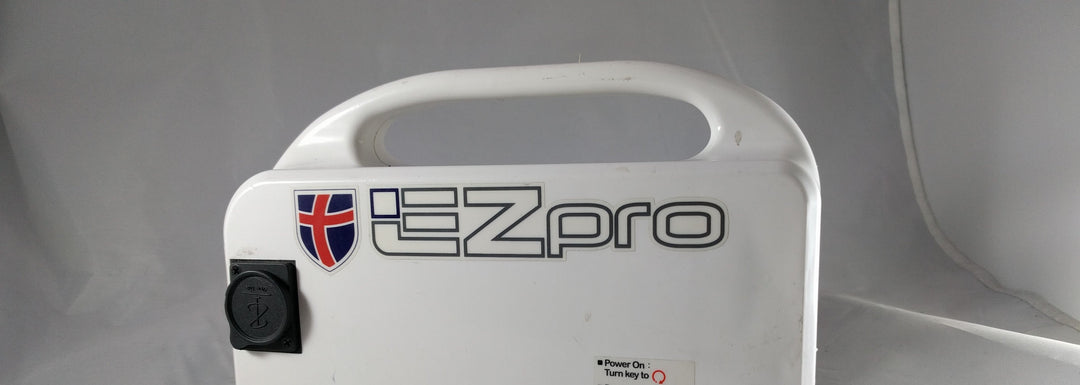 iEZpro
■ Power On :
Turn key to